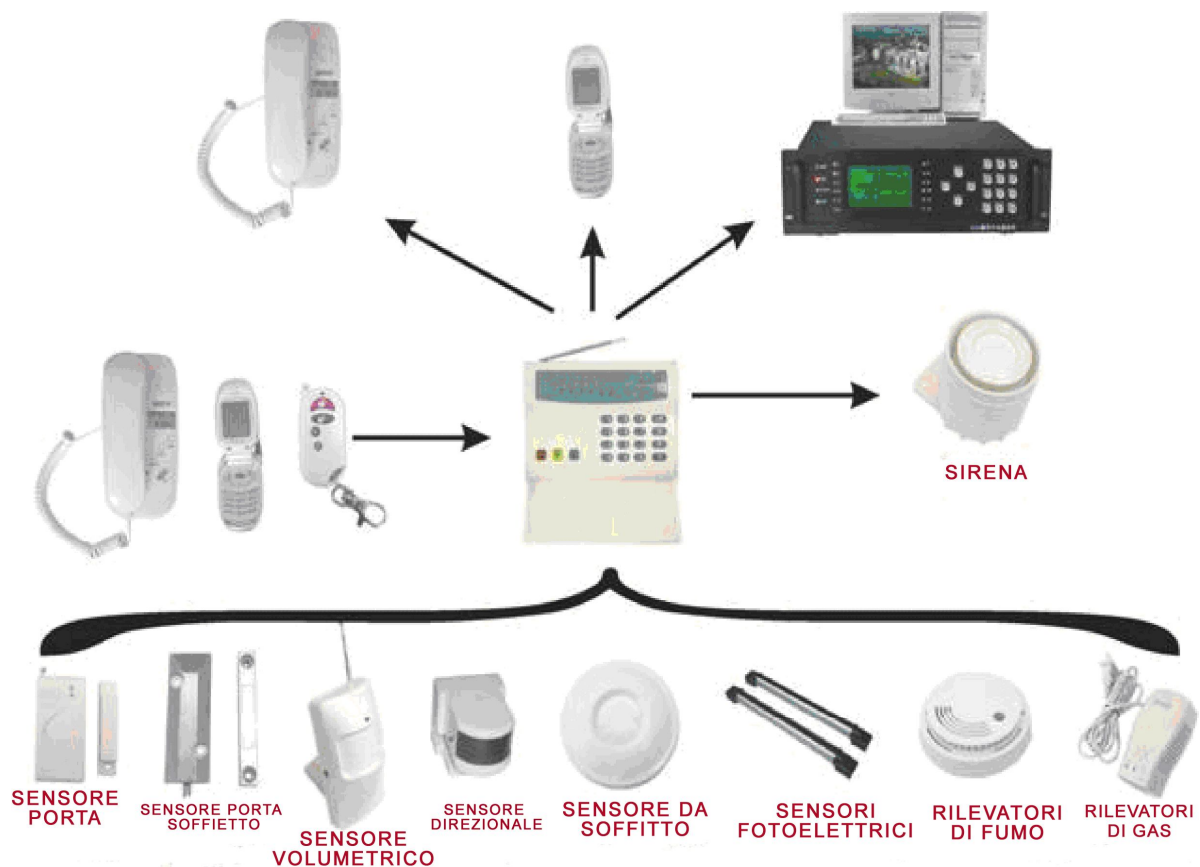 SIRENA
SENSORE
PORTA
SENSORE PORTA
SOFFIETTO
SENSORE
VOLUMETRICO
SENSORE
DIREZIONALE
SENSORE DA
SOFFITTO
SENSORI
FOTOELETTRICI
RILEVATORI
DI FUMO
RILEVATORI
DI GAS